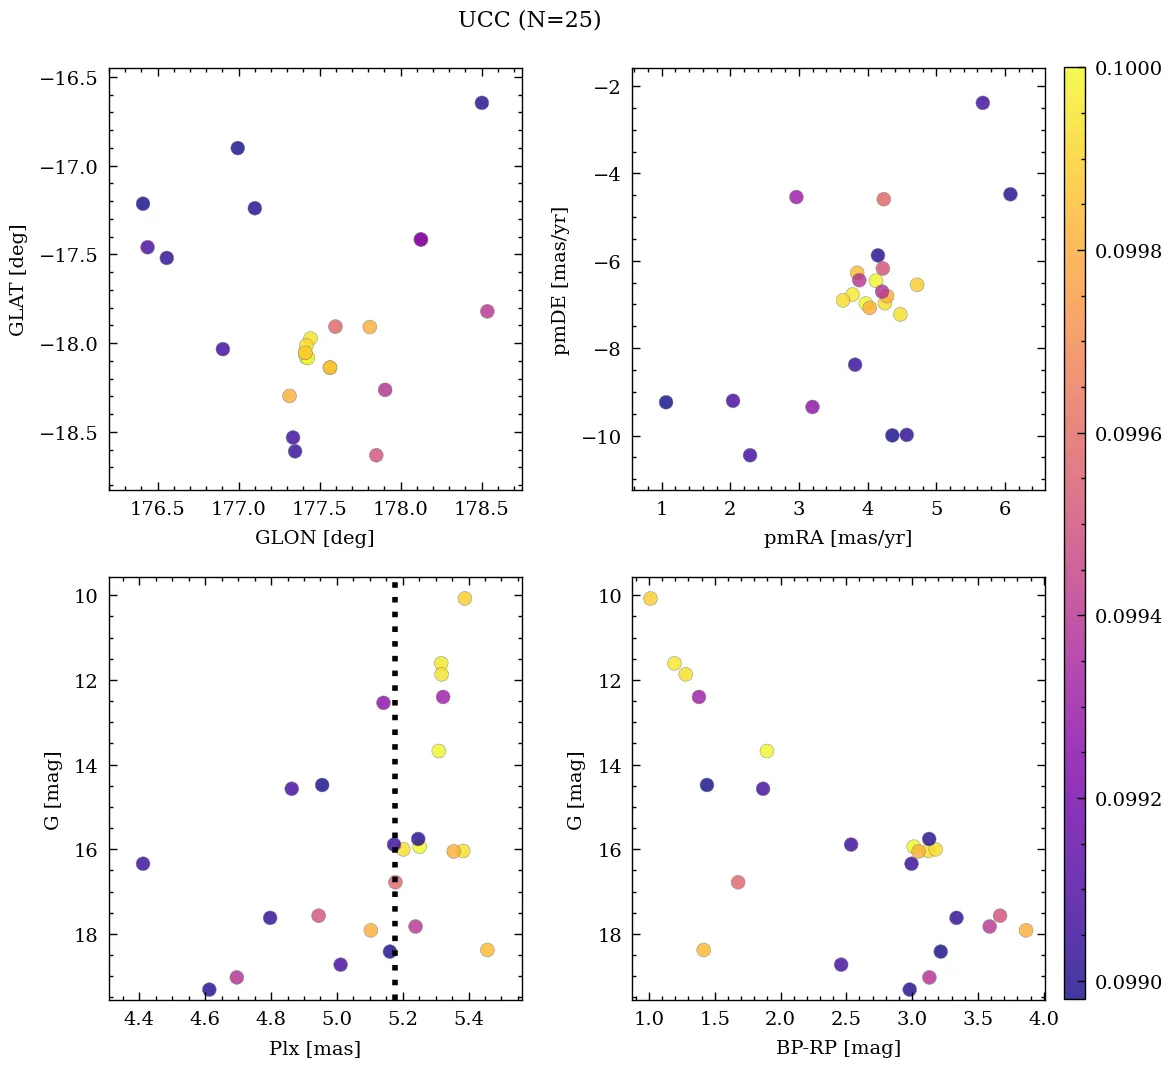 UCC (N=25)
−16.5
−17.0
−17.5
−18.0
−18.5
GLAT [deg]
176.5 177.0 177.5 178.0 178.5
GLON [deg]
−2
−4
−6
−8
−10
pmDE [mas/yr]
1 2 3 4 5 6
pmRA [mas/yr]
10
12
14
16
18
G [mag]
4.4 4.6 4.8 5.0 5.2 5.4
Plx [mas]
10
12
14
16
18
G [mag]
1.0 1.5 2.0 2.5 3.0 3.5 4.0
BP-RP [mag]
0.1000
0.0998
0.0996
0.0994
0.0992
0.0990